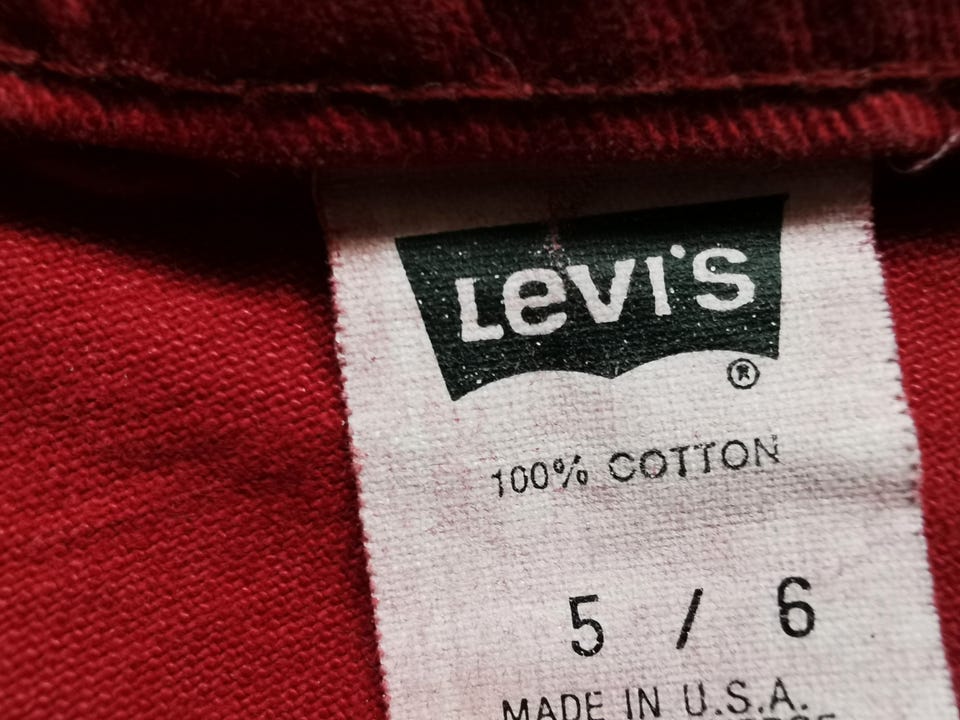 Levi's
®
100% COTTON
5 / 6
MADE IN U.S.A.